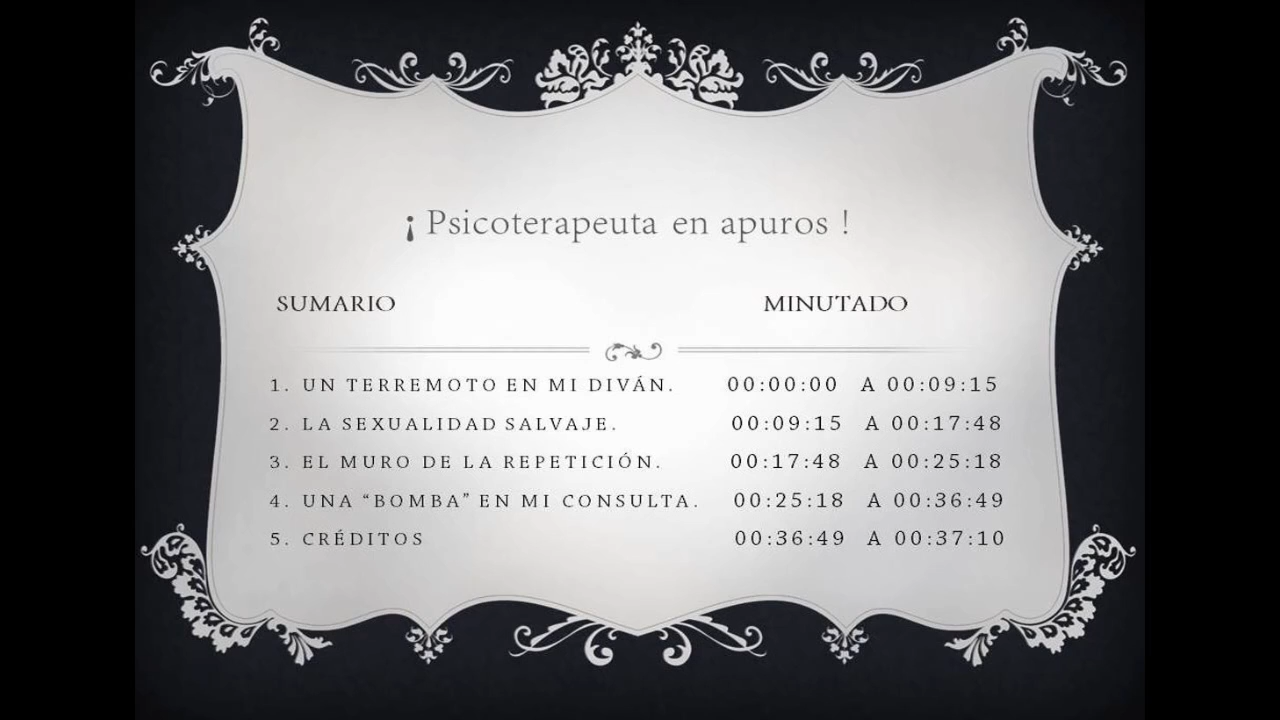 ¡ Psicoterapeuta en apuros !
SUMARIO MINUTADO
1. UN TERREMOTO EN MI DIVÁN. 00:00:00 A 00:09:15
2. LA SEXUALIDAD SALVAJE. 00:09:15 A 00:17:48
3. EL MURO DE LA REPETICIÓN. 00:17:48 A 00:25:18
4. UNA “BOMBA” EN MI CONSULTA. 00:25:18 A 00:36:49
5. CRÉDITOS 00:36:49 A 00:37:10